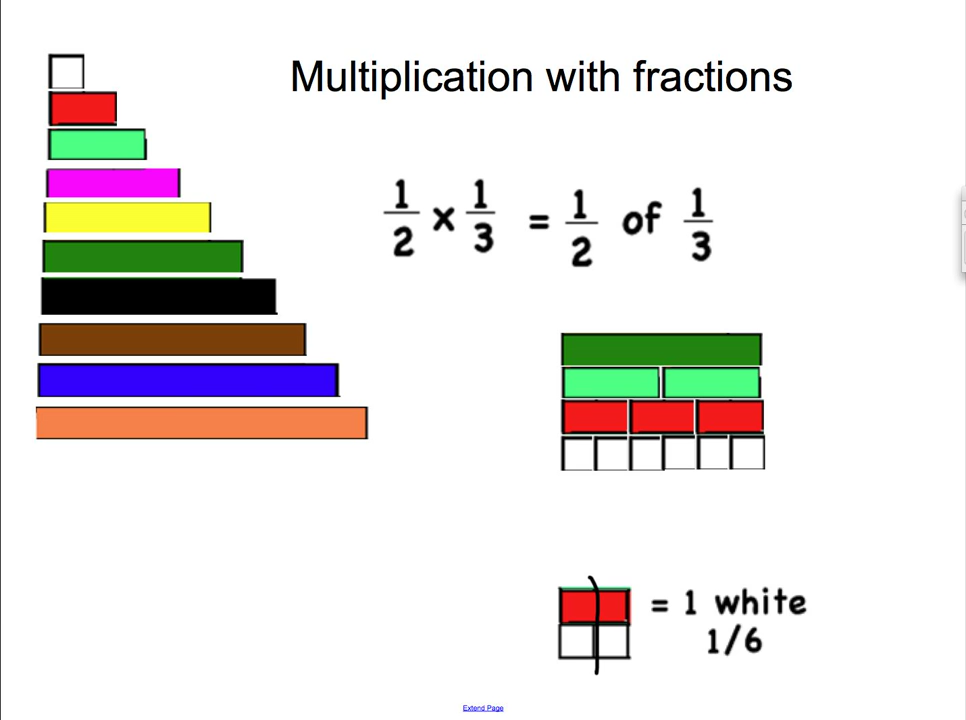 Multiplication with fractions
1/2 x 1/3 = 1/2 of 1/3
= 1 white
1/6
Extend Page